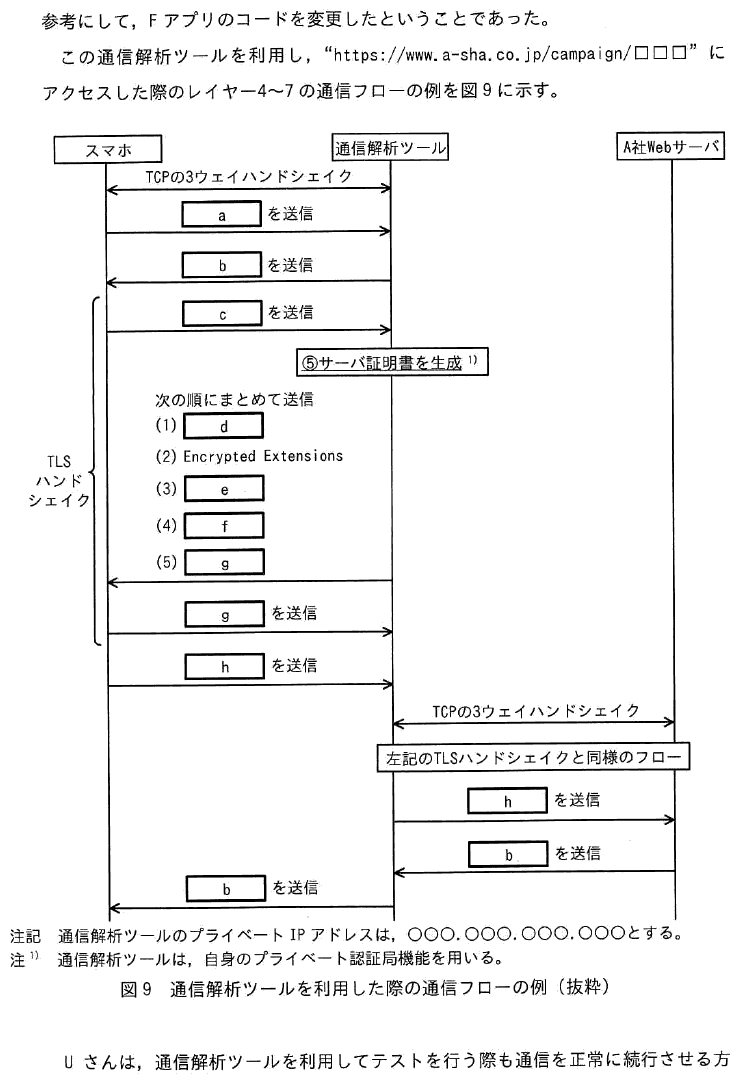 参考にして，Fアプリのコードを変更したということであった。
この通信解析ツールを利用し，“https://www.a-sha.co.jp/campaign/□□□” に
アクセスした際のレイヤー4～7の通信フローの例を図9に示す。
スマホ
通信解析ツール
A社Webサーバ
TCPの3ウェイハンドシェイク
a を送信
b を送信
c を送信
⑤サーバ証明書を生成 1)
次の順にまとめて送信
(1) d
(2) Encrypted Extensions
(3) e
(4) f
(5) g
TLS
ハンド
シェイク
g を送信
h を送信
TCPの3ウェイハンドシェイク
左記のTLSハンドシェイクと同様のフロー
h を送信
b を送信
b を送信
注記 通信解析ツールのプライベート IP アドレスは，○○○.○○○.○○○.○○○とする。
注 1) 通信解析ツールは，自身のプライベート認証局機能を用いる。
図9 通信解析ツールを利用した際の通信フローの例（抜粋）
Uさんは，通信解析ツールを利用してテストを行う際も通信を正常に続行させる方